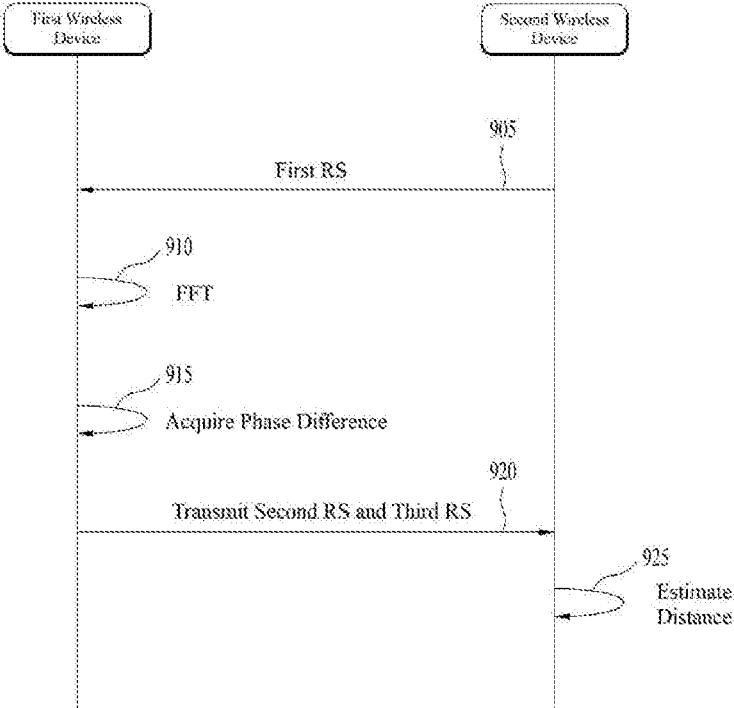 First Wireless
Device
Second Wireless
Device
905
First RS
910
FFT
915
Acquire Phase Difference
920
Transmit Second RS and Third RS
925
Estimate
Distance